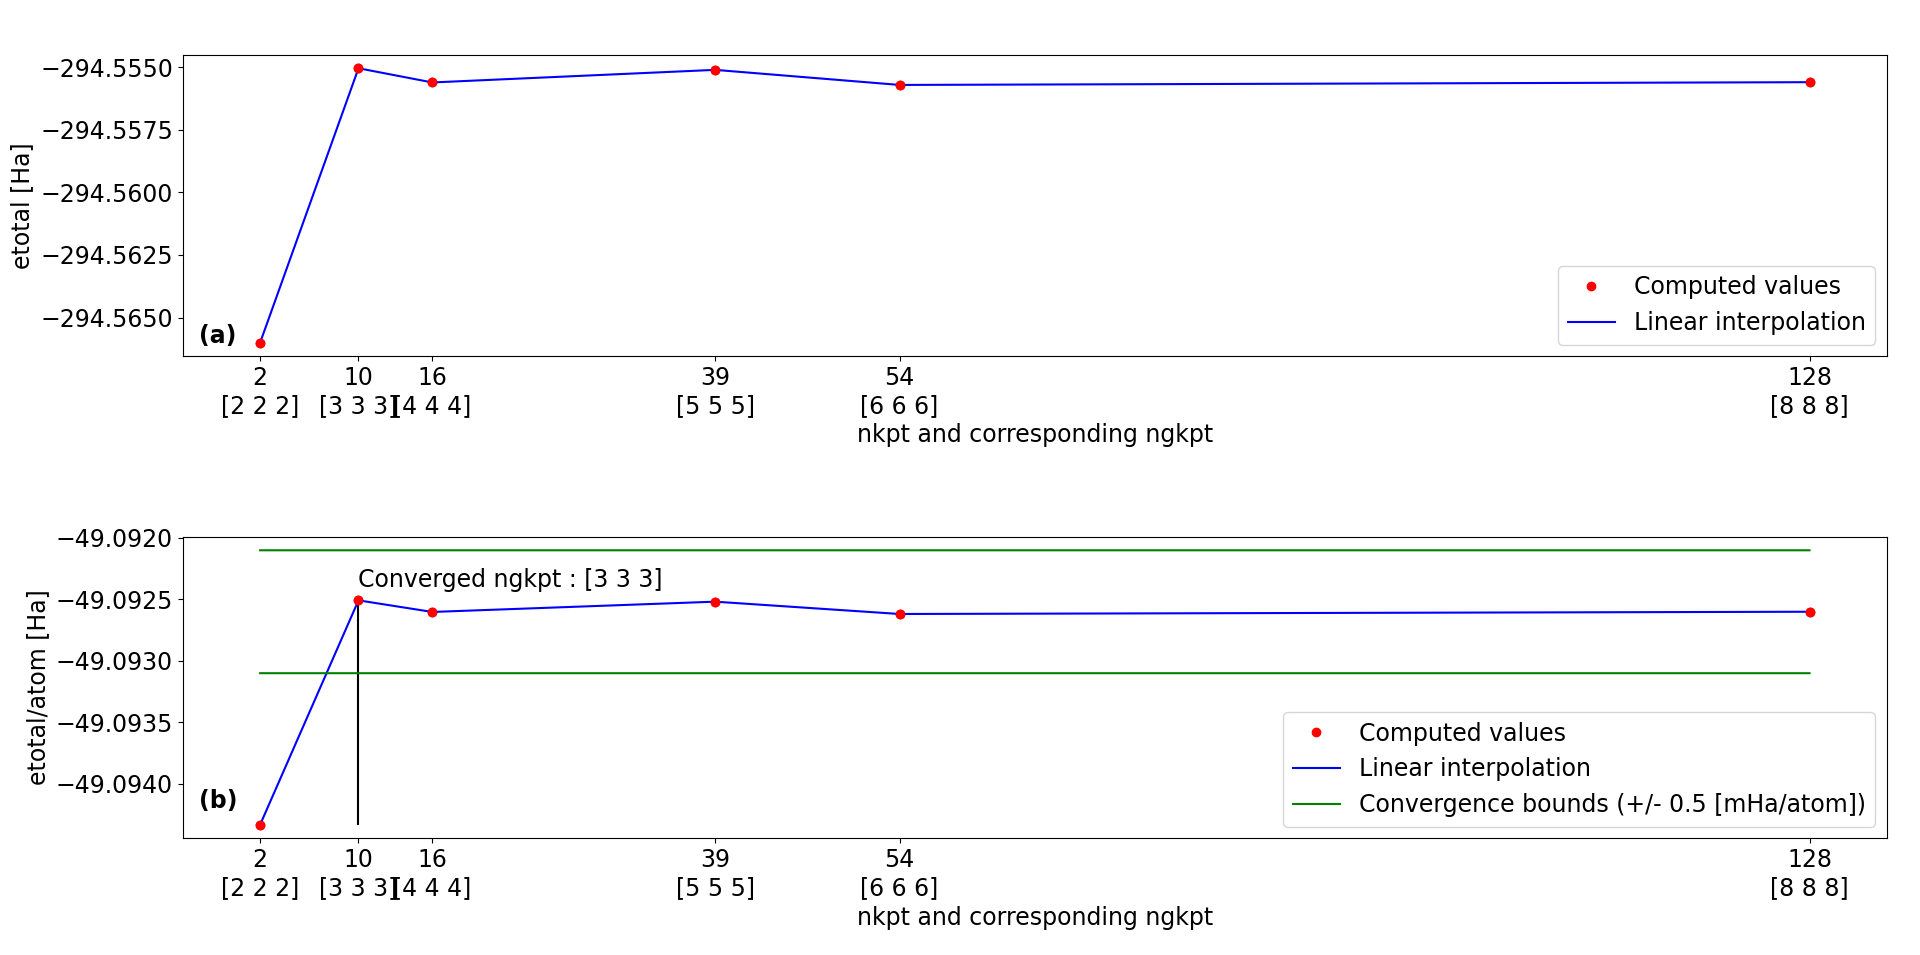 etotal [Ha]
−294.5550
−294.5575
−294.5600
−294.5625
−294.5650
(a)
Computed values
Linear interpolation
2 10 16 39 54 128
[2 2 2] [3 3 3] [4 4 4] [5 5 5] [6 6 6] [8 8 8]
nkpt and corresponding ngkpt
etotal/atom [Ha]
−49.0920
−49.0925
−49.0930
−49.0935
−49.0940
Converged ngkpt : [3 3 3]
(b)
Computed values
Linear interpolation
Convergence bounds (+/- 0.5 [mHa/atom])
2 10 16 39 54 128
[2 2 2] [3 3 3] [4 4 4] [5 5 5] [6 6 6] [8 8 8]
nkpt and corresponding ngkpt